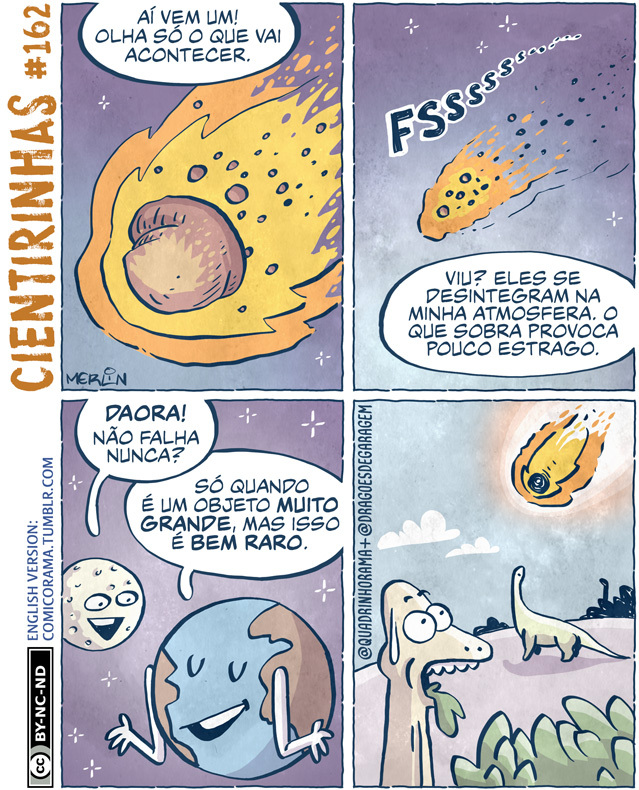 CIENTIRINHAS #162
AÍ VEM UM!
OLHA SÓ O QUE VAI
ACONTECER.
MERLIN
FSSSSSSS
VIU? ELES SE
DESINTEGRAM NA
MINHA ATMOSFERA. O
QUE SOBRA PROVOCA
POUCO ESTRAGO.
DAORA!
NÃO FALHA
NUNCA?
SÓ QUANDO
É UM OBJETO MUITO
GRANDE, MAS ISSO
É BEM RARO.
@QUADRINHORAMA+ @DRAGOESDEGARAGEM
ENGLISH VERSION:
COMICORAMA.TUMBLR.COM
cc BY-NC-ND